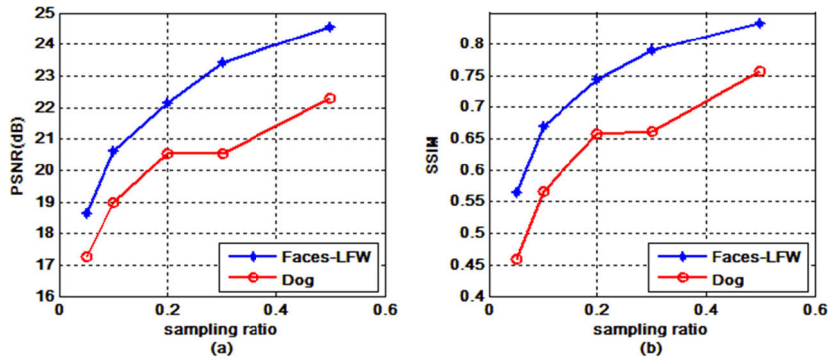 25
24
23
22
21
20
19
18
17
16
PSNR(dB)
0
0.2
0.4
0.6
sampling ratio
(a)
Faces-LFW
Dog
0.8
0.75
0.7
0.65
0.6
0.55
0.5
0.45
0.4
SSIM
0
0.2
0.4
0.6
sampling ratio
(b)
Faces-LFW
Dog